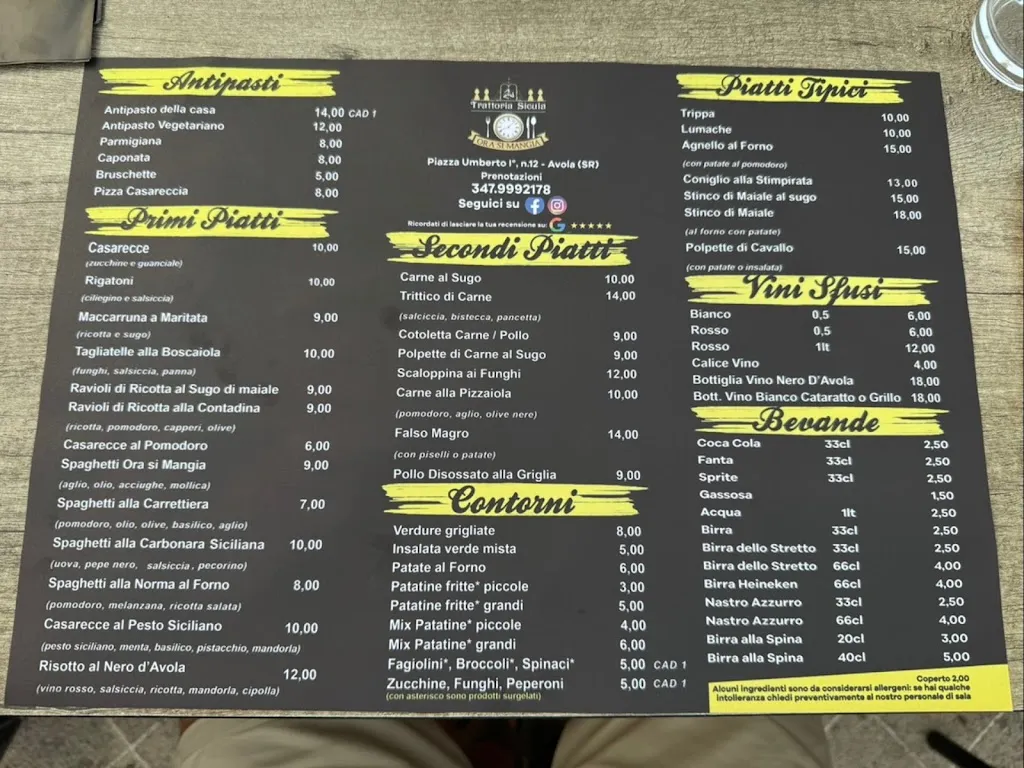 Antipasti
Antipasto della casa 14,00 CAD 1
Antipasto Vegetariano 12,00
Parmigiana 8,00
Caponata 8,00
Bruschette 5,00
Pizza Casareccia 8,00
Primi Piatti
Casarecce 10,00
(zucchine e guanciale)
Rigatoni 10,00
(ciliegino e salsiccia)
Maccarruna a Maritata 9,00
(ricotta e sugo)
Tagliatelle alla Boscaiola 10,00
(funghi, salsiccia, panna)
Ravioli di Ricotta al Sugo di maiale 9,00
Ravioli di Ricotta alla Contadina 9,00
(ricotta, pomodoro, capperi, olive)
Casarecce al Pomodoro 6,00
Spaghetti Ora si Mangia 9,00
(aglio, olio, acciughe, mollica)
Spaghetti alla Carrettiera 7,00
(pomodoro, olio, olive, basilico, aglio)
Spaghetti alla Carbonara Siciliana 10,00
(uova, pepe nero, salsiccia, pecorino)
Spaghetti alla Norma al Forno 8,00
(pomodoro, melanzana, ricotta salata)
Casarecce al Pesto Siciliano 10,00
(pesto siciliano, menta, basilico, pistacchio, mandorla)
Risotto al Nero d'Avola 12,00
(vino rosso, salsiccia, ricotta, mandorla, cipolla)
Trattoria Sicula
ORA SI MANGIA
Piazza Umberto I°, n.12 - Avola (SR)
Prenotazioni
347.9992178
Seguici su
Ricordati di lasciare la tua recensione su: G ★★★★★
Secondi Piatti
Carne al Sugo 10,00
Trittico di Carne 14,00
(salsiccia, bistecca, pancetta)
Cotoletta Carne / Pollo 9,00
Polpette di Carne al Sugo 9,00
Scaloppina ai Funghi 12,00
Carne alla Pizzaiola 10,00
(pomodoro, aglio, olive nere)
Falso Magro 14,00
(con piselli o patate)
Pollo Disossato alla Griglia 9,00
Contorni
Verdure grigliate 8,00
Insalata verde mista 5,00
Patate al Forno 6,00
Patatine fritte* piccole 3,00
Patatine fritte* grandi 5,00
Mix Patatine* piccole 4,00
Mix Patatine* grandi 6,00
Fagiolini*, Broccoli*, Spinaci* 5,00 CAD 1
Zucchine, Funghi, Peperoni 5,00 CAD 1
(con asterisco sono prodotti surgelati)
Piatti Tipici
Trippa 10,00
Lumache 10,00
Agnello al Forno 15,00
(con patate al pomodoro)
Coniglio alla Stimpirata 13,00
Stinco di Maiale al sugo 15,00
Stinco di Maiale 18,00
(al forno con patate)
Polpette di Cavallo 15,00
(con patate o insalata)
Vini Sfusi
Bianco 0,5 6,00
Rosso 0,5 6,00
Rosso 1lt 12,00
Calice Vino 4,00
Bottiglia Vino Nero D'Avola 18,00
Bott. Vino Bianco Cataratto o Grillo 18,00
Bevande
Coca Cola 33cl 2,50
Fanta 33cl 2,50
Sprite 33cl 2,50
Gassosa 1,50
Acqua 1lt 2,50
Birra 33cl 2,50
Birra dello Stretto 33cl 2,50
Birra dello Stretto 66cl 4,00
Birra Heineken 66cl 4,00
Nastro Azzurro 33cl 2,50
Nastro Azzurro 66cl 4,00
Birra alla Spina 20cl 3,00
Birra alla Spina 40cl 5,00
Coperto 2,00
Alcuni ingredienti sono da considerarsi allergeni: se hai qualche
intolleranza chiedi preventivamente al nostro personale di sala